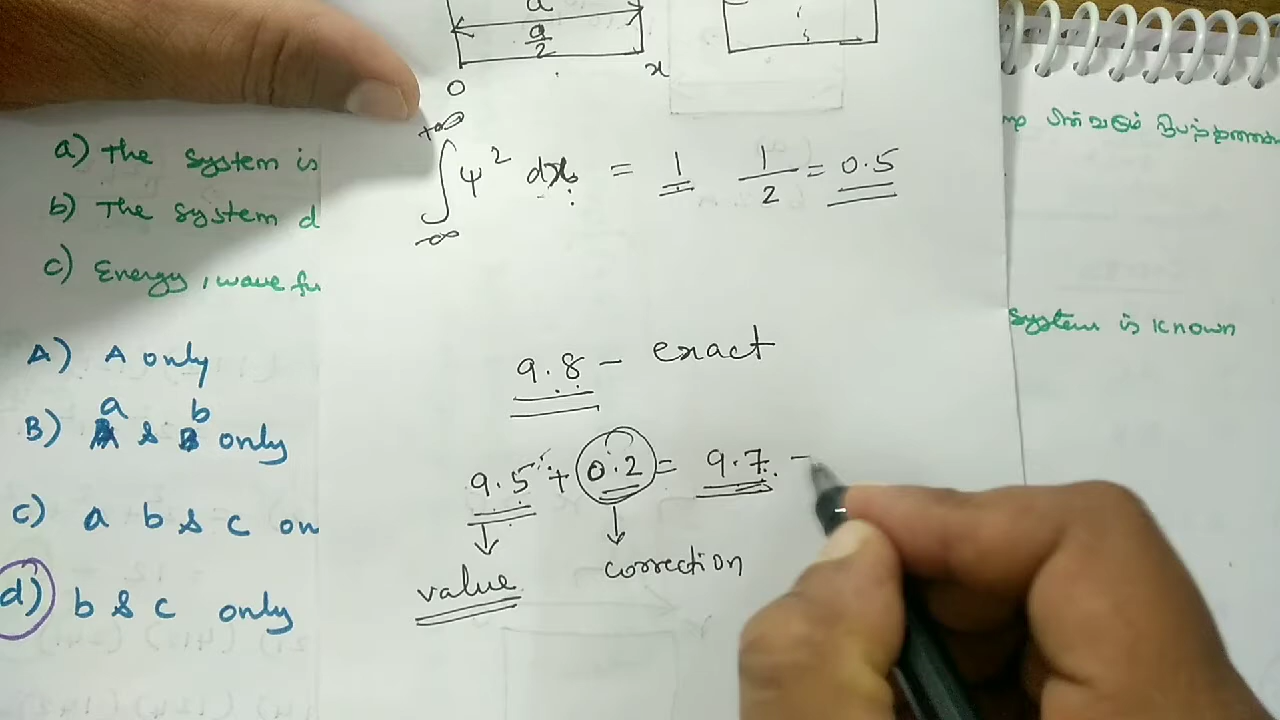 a
a/2
0 x
+∞
∫ ψ² dx = 1 1/2 = 0.5
-∞
a) The system is
b) The system d
c) Energy, wave fu
system is known
9.8 - exact
9.5 + 0.2 = 9.7 -
value correction
A) A only
a b
B) & only
c) a b & c on
d) b & c only